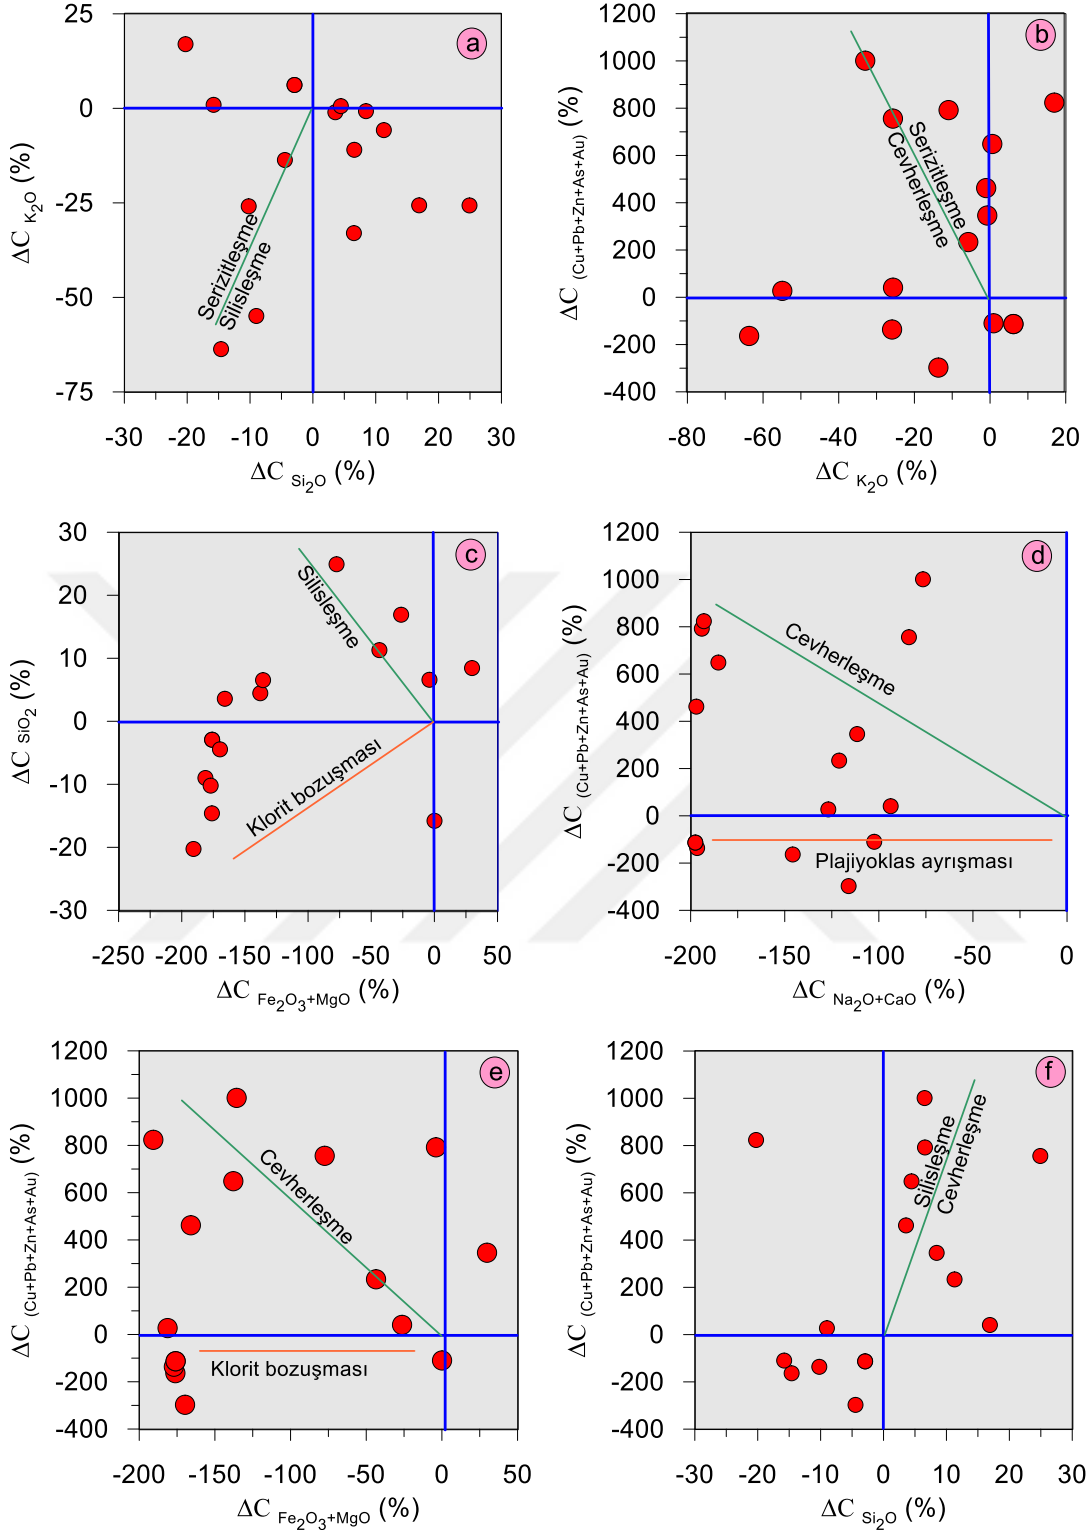 25
0
-25
-50
-75
ΔC K2O (%)
a
Serizitleşme
Silisleşme
-30 -20 -10 0 10 20 30
ΔC Si2O (%)
1200
1000
800
600
400
200
0
-200
-400
ΔC (Cu+Pb+Zn+As+Au) (%)
b
Serizitleşme
Cevherleşme
-80 -60 -40 -20 0 20
ΔC K2O (%)
30
20
10
0
-10
-20
-30
ΔC SiO2 (%)
c
Silisleşme
Klorit bozuşması
-250 -200 -150 -100 -50 0 50
ΔC Fe2O3+MgO (%)
1200
1000
800
600
400
200
0
-200
-400
ΔC (Cu+Pb+Zn+As+Au) (%)
d
Cevherleşme
Plajiyoklas ayrışması
-200 -150 -100 -50 0
ΔC Na2O+CaO (%)
1200
1000
800
600
400
200
0
-200
-400
ΔC (Cu+Pb+Zn+As+Au) (%)
e
Cevherleşme
Klorit bozuşması
-200 -150 -100 -50 0 50
ΔC Fe2O3+MgO (%)
1200
1000
800
600
400
200
0
-200
-400
ΔC (Cu+Pb+Zn+As+Au) (%)
f
Silisleşme
Cevherleşme
-30 -20 -10 0 10 20 30
ΔC Si2O (%)